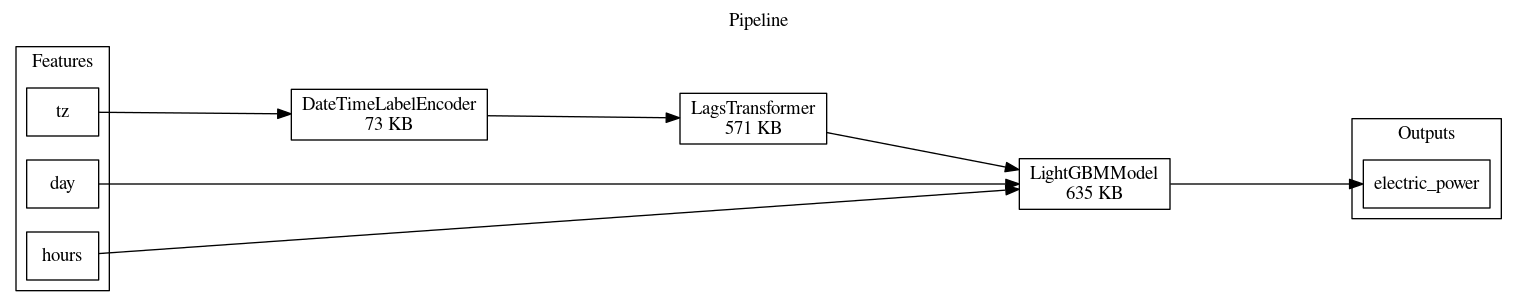 Pipeline
Features
tz
day
hours
DateTimeLabelEncoder
73 KB
LagsTransformer
571 KB
LightGBMModel
635 KB
Outputs
electric_power